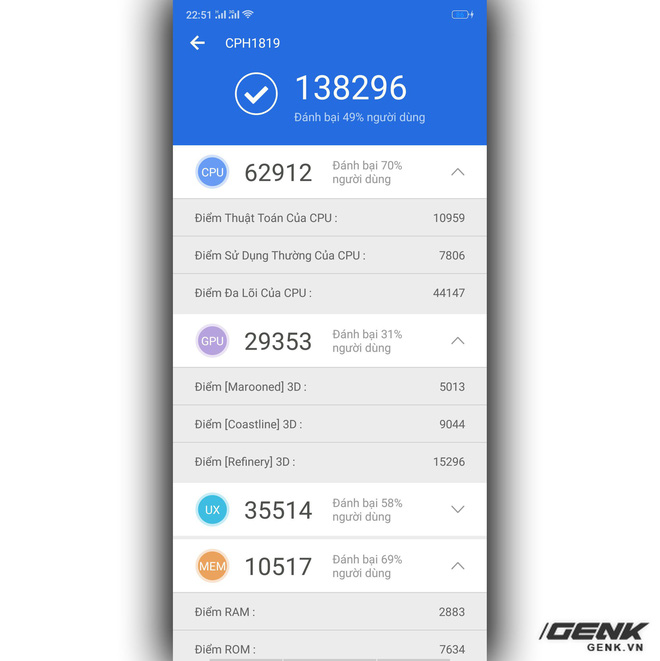 22:51
CPH1819
138296
Đánh bại 49% người dùng
CPU 62912 Đánh bại 70%
người dùng
Điểm Thuật Toán Của CPU : 10959
Điểm Sử Dụng Thường Của CPU : 7806
Điểm Đa Lõi Của CPU : 44147
GPU 29353 Đánh bại 31%
người dùng
Điểm [Marooned] 3D : 5013
Điểm [Coastline] 3D : 9044
Điểm [Refinery] 3D : 15296
UX 35514 Đánh bại 58%
người dùng
MEM 10517 Đánh bại 69%
người dùng
Điểm RAM : 2883
Điểm ROM : 7634
GENK
GENK.VN